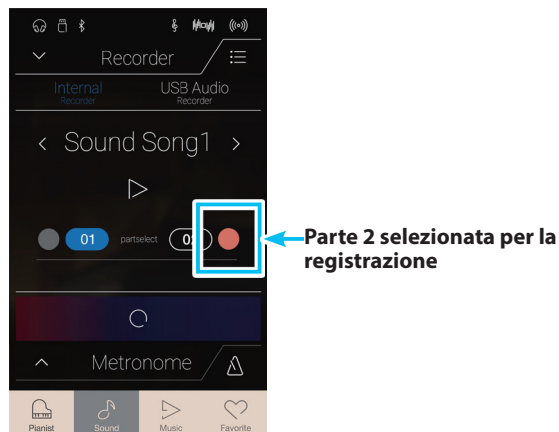 Recorder
Internal
Recorder
USB Audio
Recorder
Sound Song1
01
partselect
02
Parte 2 selezionata per la
registrazione
Metronome
Pianist
Sound
Music
Favorite